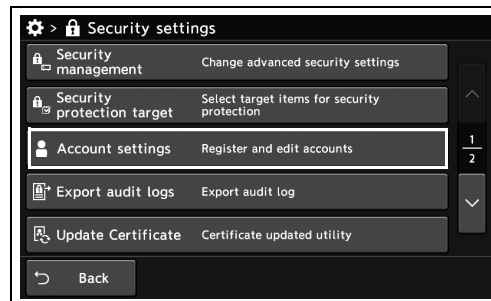 > Security settings
Security
management
Change advanced security settings
Security
protection target
Select target items for security
protection
Account settings
Register and edit accounts
1
2
Export audit logs
Export audit log
Update Certificate
Certificate updated utility
Back